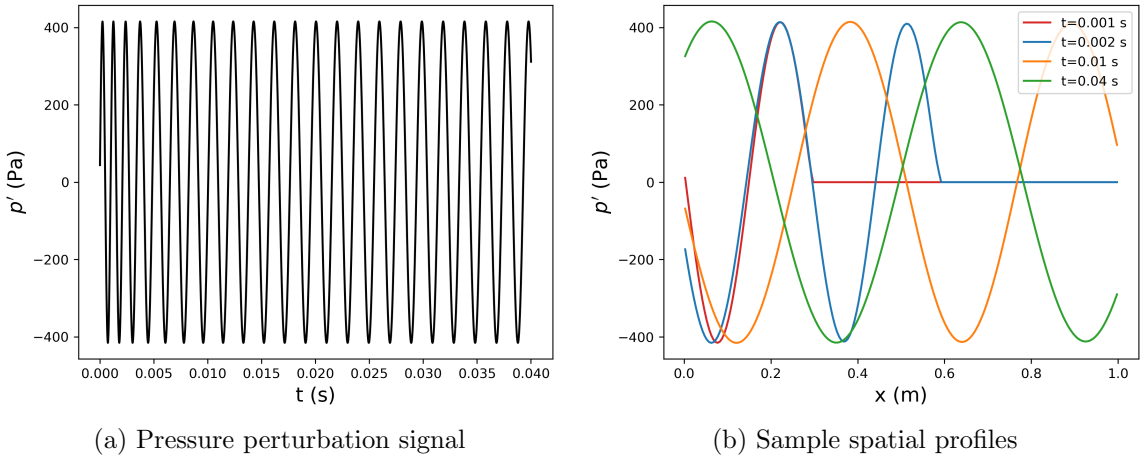 400
200
0
−200
−400
p′ (Pa)
0.000 0.005 0.010 0.015 0.020 0.025 0.030 0.035 0.040
t (s)
(a) Pressure perturbation signal
t=0.001 s
t=0.002 s
t=0.01 s
t=0.04 s
400
200
0
−200
−400
p′ (Pa)
0.0 0.2 0.4 0.6 0.8 1.0
x (m)
(b) Sample spatial profiles